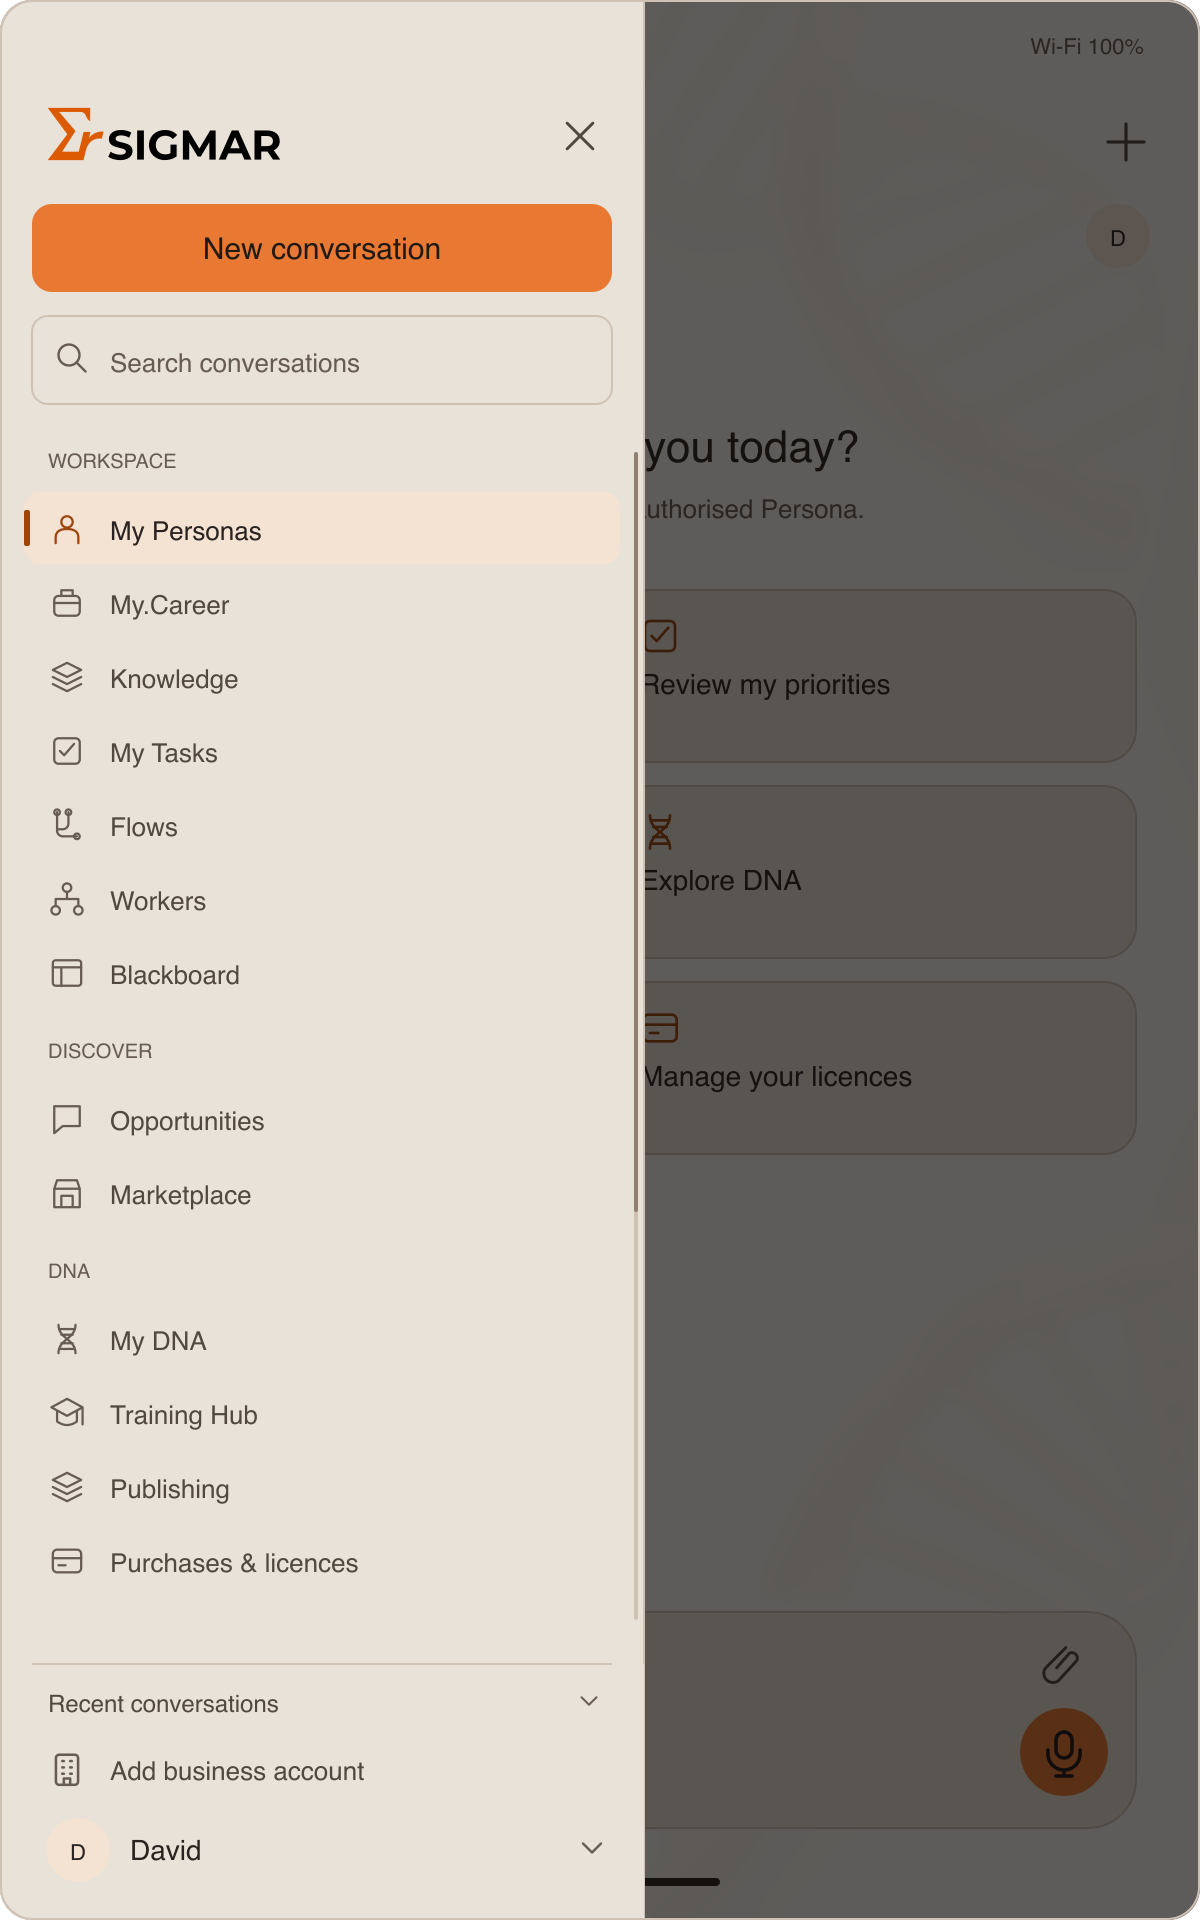 Wi-Fi 100%
Σr SIGMAR
New conversation
D
Search conversations
WORKSPACE
you today?
uthorised Persona.
My Personas
My.Career
Knowledge
Review my priorities
My Tasks
Flows
Workers
Explore DNA
Blackboard
DISCOVER
Manage your licences
Opportunities
Marketplace
DNA
My DNA
Training Hub
Publishing
Purchases & licences
Recent conversations
Add business account
D David